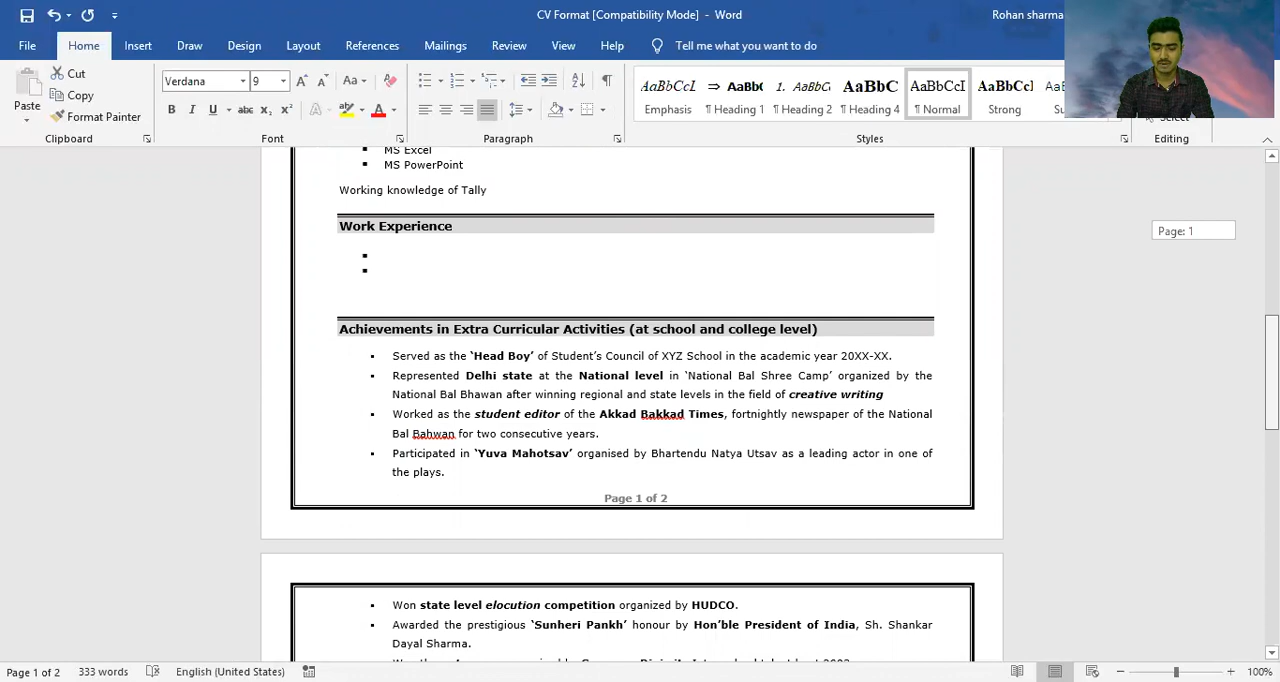 CV Format [Compatibility Mode] - Word
Rohan sharma
File Home Insert Draw Design Layout References Mailings Review View Help Tell me what you want to do
Paste
Cut
Copy
Format Painter
Clipboard
Verdana 9
Font
Paragraph
AaBbCcI ⇒ AaBb( 1. AaBbC AaBbC AaBbCcI AaBbCc
Emphasis ¶ Heading 1 ¶ Heading 2 ¶ Heading 4 ¶ Normal Strong
Styles
Select
Editing
▪ MS Excel
▪ MS PowerPoint
Working knowledge of Tally
Page: 1
Work Experience
Achievements in Extra Curricular Activities (at school and college level)
▪ Served as the ‘Head Boy’ of Student’s Council of XYZ School in the academic year 20XX-XX.
▪ Represented Delhi state at the National level in ‘National Bal Shree Camp’ organized by the
National Bal Bhawan after winning regional and state levels in the field of creative writing
▪ Worked as the student editor of the Akkad Bakkad Times, fortnightly newspaper of the National
Bal Bahwan for two consecutive years.
▪ Participated in ‘Yuva Mahotsav’ organised by Bhartendu Natya Utsav as a leading actor in one of
the plays.
Page 1 of 2
▪ Won state level elocution competition organized by HUDCO.
▪ Awarded the prestigious ‘Sunheri Pankh’ honour by Hon’ble President of India, Sh. Shankar
Dayal Sharma.
Page 1 of 2 333 words English (United States) 100%